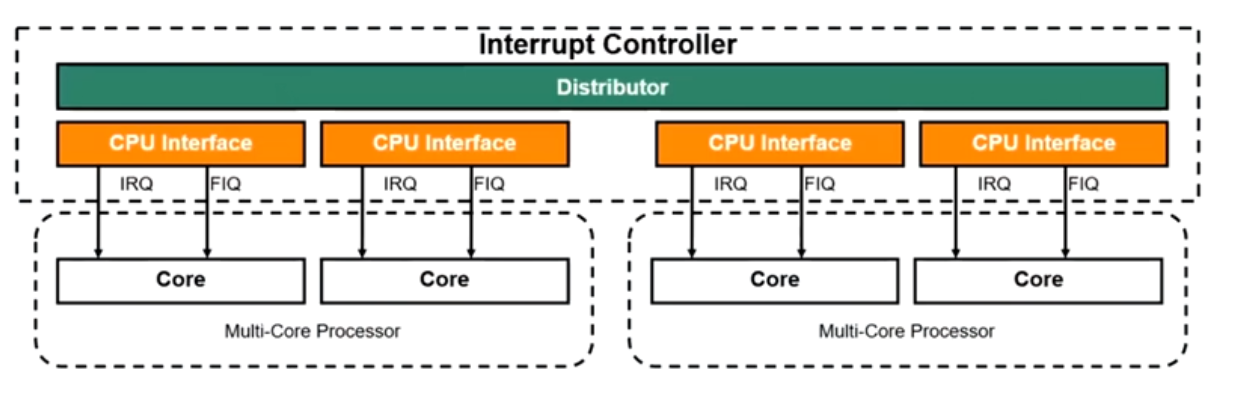 Interrupt Controller
Distributor
CPU Interface CPU Interface CPU Interface CPU Interface
IRQ FIQ IRQ FIQ IRQ FIQ IRQ FIQ
Core Core Core Core
Multi-Core Processor Multi-Core Processor